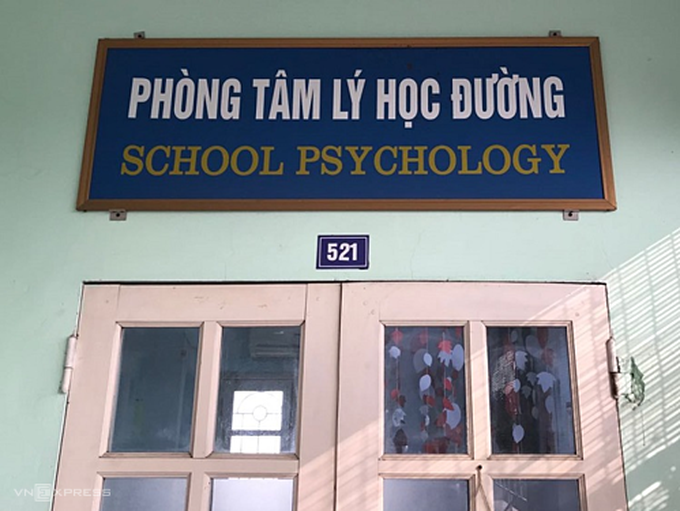 PHÒNG TÂM LÝ HỌC ĐƯỜNG
SCHOOL PSYCHOLOGY
521
VNEXPRESS